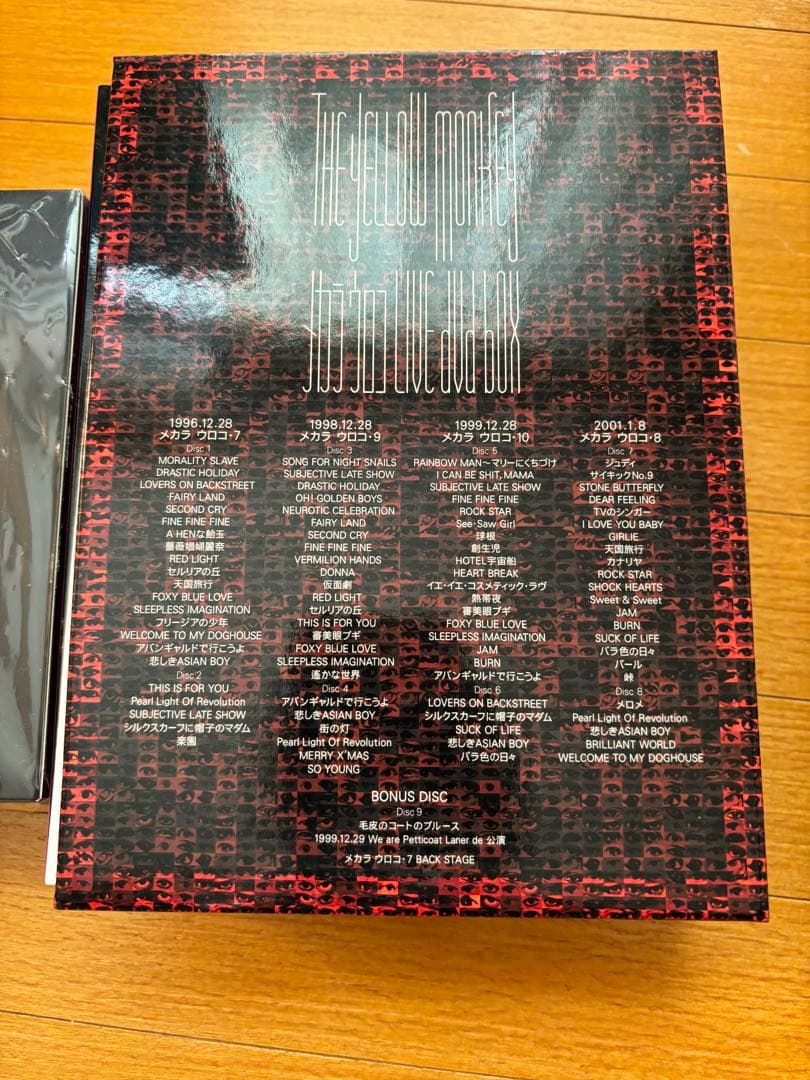 THE YELLOW MONKEY
メカラ ウロコ LIVE dVd bOX
1996.12.28
メカラ ウロコ・7
Disc 1
MORALITY SLAVE
DRASTIC HOLIDAY
LOVERS ON BACKSTREET
FAIRY LAND
SECOND CRY
FINE FINE FINE
A HENな飴玉
薔薇娼婦麗奈
RED LIGHT
セルリアの丘
天国旅行
FOXY BLUE LOVE
SLEEPLESS IMAGINATION
フリージアの少年
WELCOME TO MY DOGHOUSE
アバンギャルドで行こうよ
悲しきASIAN BOY
Disc 2
THIS IS FOR YOU
Pearl Light Of Revolution
SUBJECTIVE LATE SHOW
シルクスカーフに帽子のマダム
楽園
1998.12.28
メカラ ウロコ・9
Disc 3
SONG FOR NIGHT SNAILS
SUBJECTIVE LATE SHOW
DRASTIC HOLIDAY
OH! GOLDEN BOYS
NEUROTIC CELEBRATION
FAIRY LAND
SECOND CRY
FINE FINE FINE
VERMILION HANDS
DONNA
仮面劇
RED LIGHT
セルリアの丘
THIS IS FOR YOU
審美眼ブギ
FOXY BLUE LOVE
SLEEPLESS IMAGINATION
遥かな世界
Disc 4
アバンギャルドで行こうよ
悲しきASIAN BOY
街の灯
Pearl Light Of Revolution
MERRY X'MAS
SO YOUNG
1999.12.28
メカラ ウロコ・10
Disc 5
RAINBOW MAN〜マリーにくちづけ
I CAN BE SHIT, MAMA
SUBJECTIVE LATE SHOW
FINE FINE FINE
ROCK STAR
See-Saw Girl
球根
創生児
HOTEL宇宙船
HEART BREAK
イエ・イエ・コスメティック・ラヴ
熱帯夜
審美眼ブギ
FOXY BLUE LOVE
SLEEPLESS IMAGINATION
JAM
BURN
アバンギャルドで行こうよ
Disc 6
LOVERS ON BACKSTREET
シルクスカーフに帽子のマダム
SUCK OF LIFE
悲しきASIAN BOY
バラ色の日々
2001.1.8
メカラ ウロコ・8
Disc 7
ジュディ
サイキックNo.9
STONE BUTTERFLY
DEAR FEELING
TVのシンガー
I LOVE YOU BABY
GIRLIE
天国旅行
カナリヤ
ROCK STAR
SHOCK HEARTS
Sweet & Sweet
JAM
BURN
SUCK OF LIFE
バラ色の日々
パール
峠
Disc 8
メロメ
Pearl Light Of Revolution
悲しきASIAN BOY
BRILLIANT WORLD
WELCOME TO MY DOGHOUSE
BONUS DISC
Disc 9
毛皮のコートのブルース
1999.12.29 We are Petticoat Laner de 公演
メカラ ウロコ・7 BACK STAGE